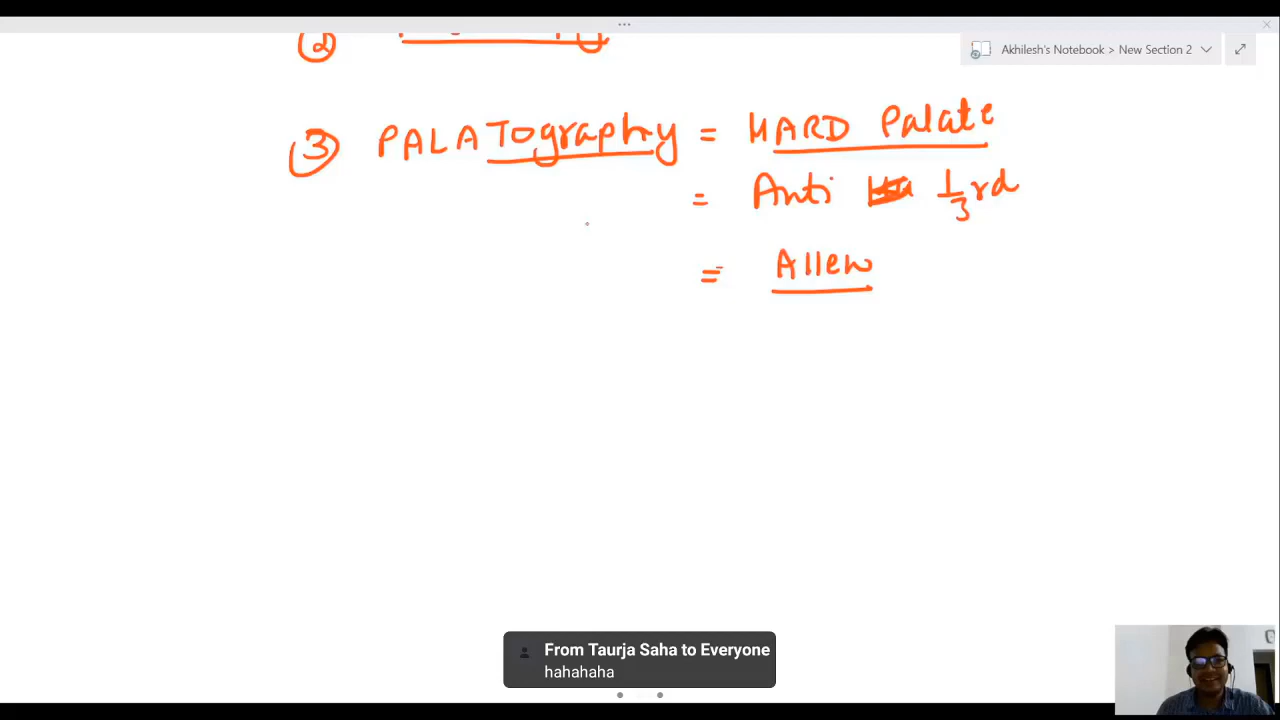 Akhilesh's Notebook > New Section 2
②
③ PALATography = HARD Palate
= Anti 1/3rd
= Allen
From Taurja Saha to Everyone
hahahaha